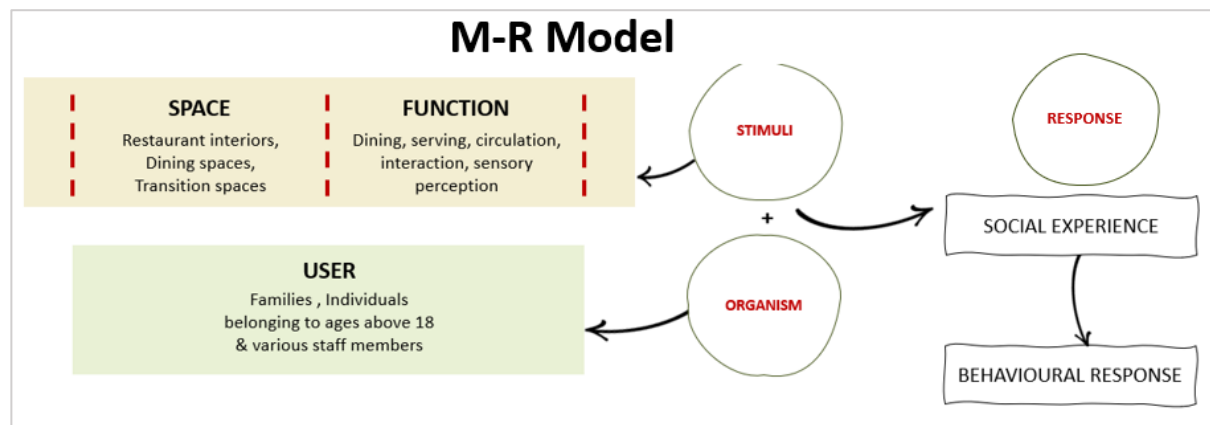 M-R Model
SPACE
Restaurant interiors,
Dining spaces,
Transition spaces
FUNCTION
Dining, serving, circulation,
interaction, sensory
perception
STIMULI
+
ORGANISM
USER
Families , Individuals
belonging to ages above 18
& various staff members
RESPONSE
SOCIAL EXPERIENCE
BEHAVIOURAL RESPONSE